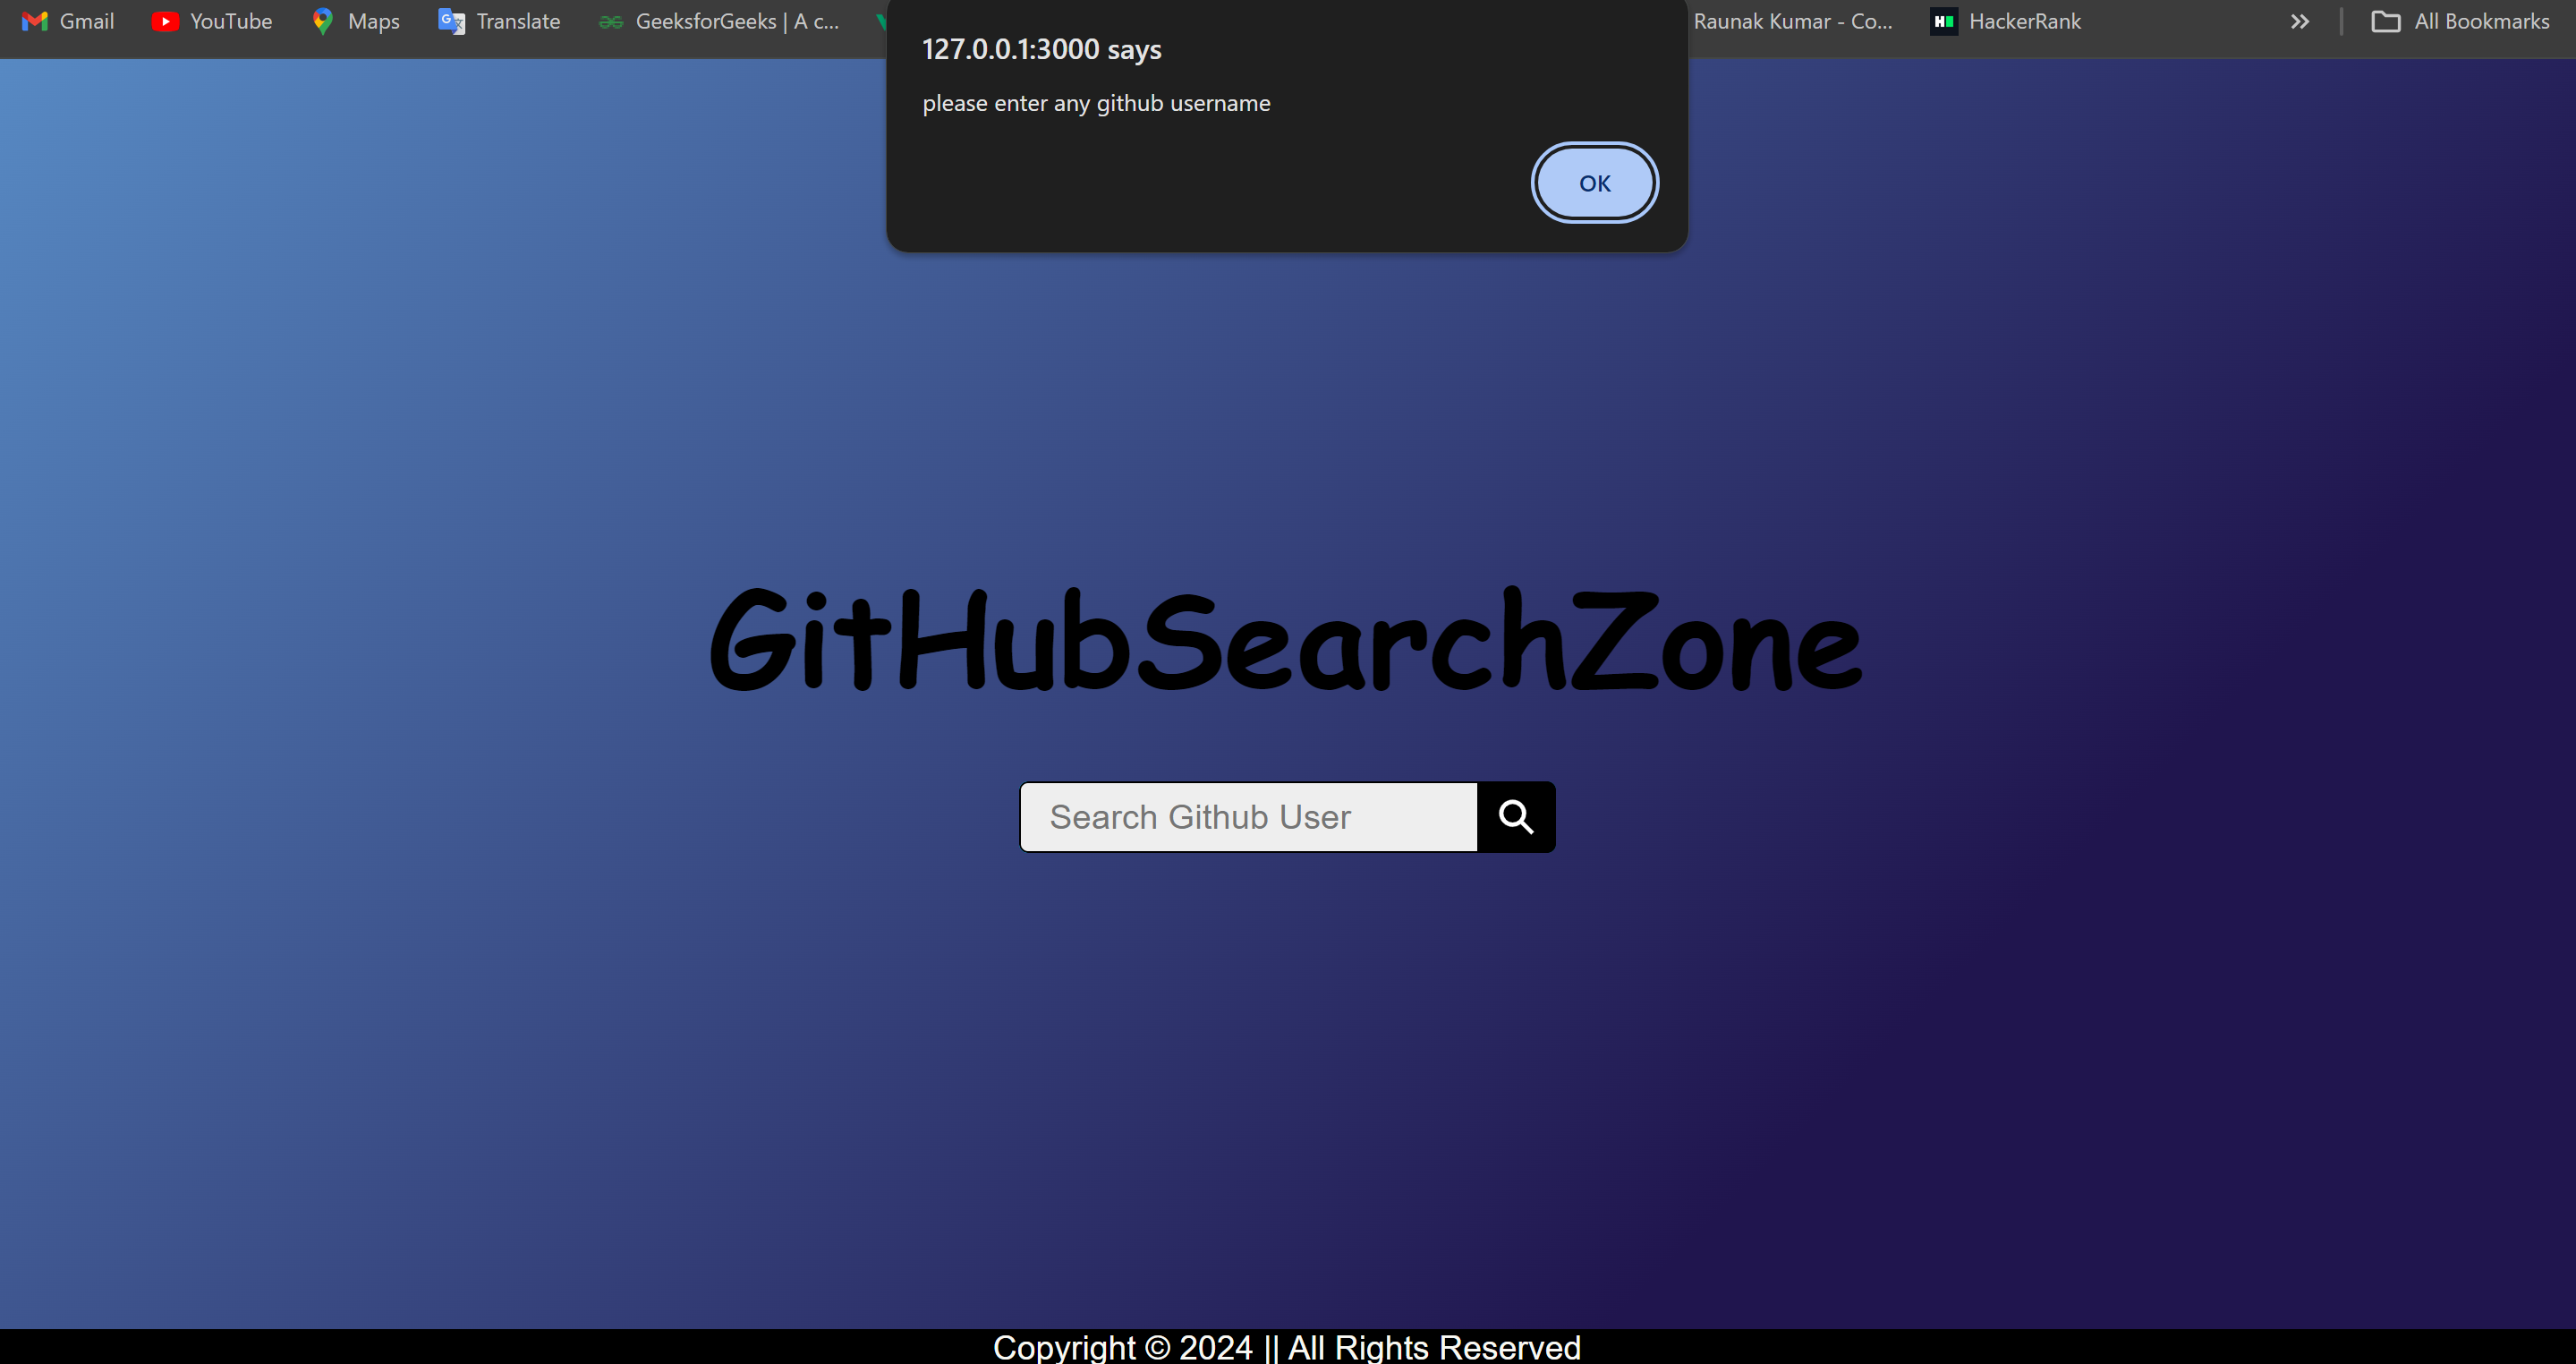 Gmail YouTube Maps Translate GeeksforGeeks | A c... Raunak Kumar - Co... HackerRank All Bookmarks
127.0.0.1:3000 says
please enter any github username
OK
GitHubSearchZone
Search Github User
Copyright © 2024 || All Rights Reserved